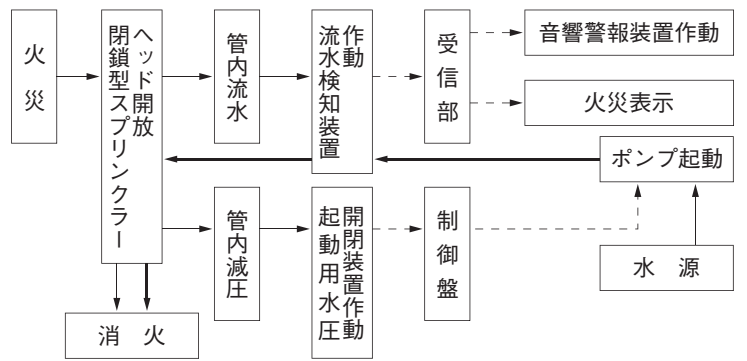 火災
閉鎖型スプリンクラー
ヘッド開放
管内流水
流水検知装置
作動
受信部
音響警報装置作動
火災表示
ポンプ起動
管内減圧
起動用水圧
開閉装置作動
制御盤
水　源
消　火